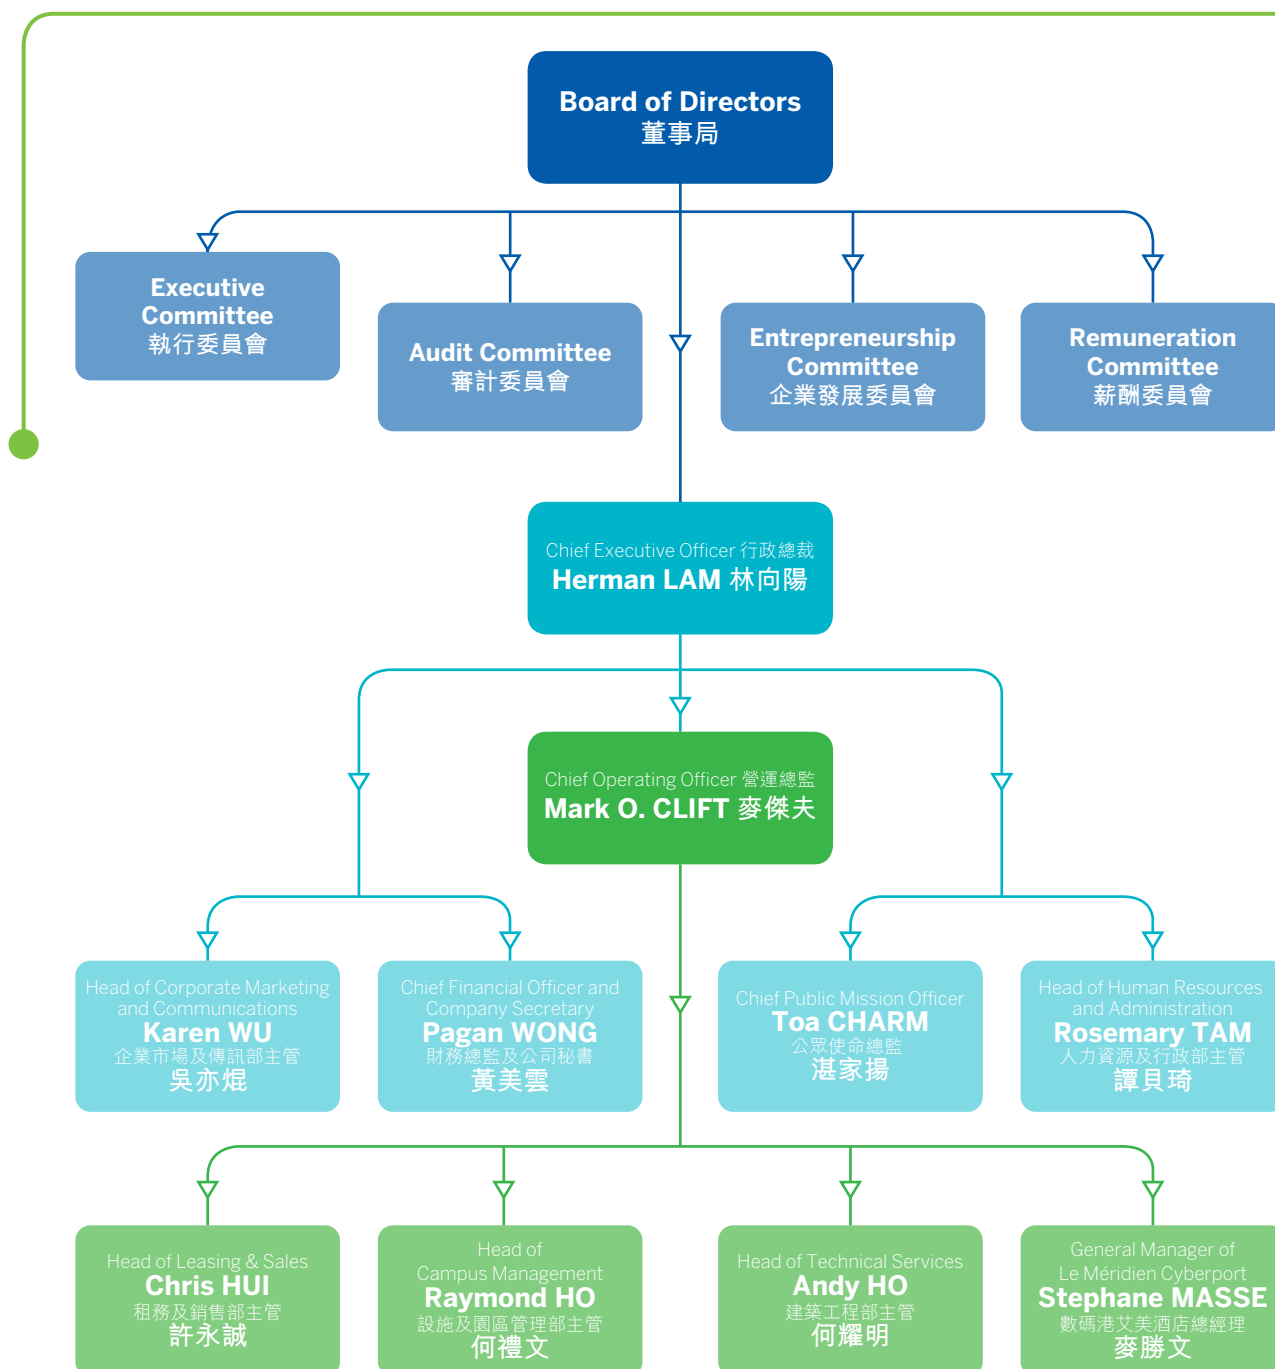 Board of Directors
董事局
Executive
Committee
執行委員會
Audit Committee
審計委員會
Entrepreneurship
Committee
企業發展委員會
Remuneration
Committee
薪酬委員會
Chief Executive Officer 行政總裁
Herman LAM 林向陽
Chief Operating Officer 營運總監
Mark O. CLIFT 麥傑夫
Head of Corporate Marketing
and Communications
Karen WU
企業市場及傳訊部主管
吳亦焜
Chief Financial Officer and
Company Secretary
Pagan WONG
財務總監及公司秘書
黃美雲
Chief Public Mission Officer
Toa CHARM
公眾使命總監
湛家揚
Head of Human Resources
and Administration
Rosemary TAM
人力資源及行政部主管
譚貝琦
Head of Leasing & Sales
Chris HUI
租務及銷售部主管
許永誠
Head of
Campus Management
Raymond HO
設施及園區管理部主管
何禮文
Head of Technical Services
Andy HO
建築工程部主管
何耀明
General Manager of
Le Méridien Cyberport
Stephane MASSE
數碼港艾美酒店總經理
麥勝文